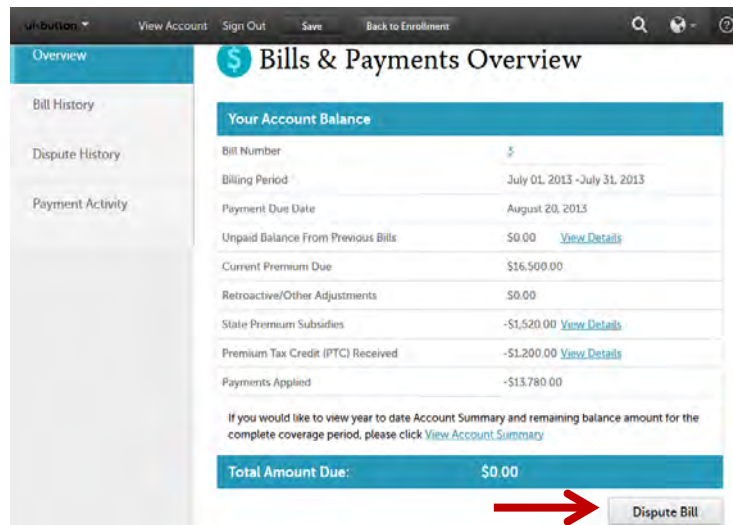 ui-button View Account Sign Out Save Back to Enrollment
Overview
Bill History
Dispute History
Payment Activity
$ Bills & Payments Overview
Your Account Balance
Bill Number
Billing Period July 01, 2013 -July 31, 2013
Payment Due Date August 20, 2013
Unpaid Balance From Previous Bills $0.00 View Details
Current Premium Due $16,500.00
Retroactive/Other Adjustments $0.00
State Premium Subsidies -$1,520.00 View Details
Premium Tax Credit (PTC) Received -$1,200.00 View Details
Payments Applied -$13,780.00
If you would like to view year to date Account Summary and remaining balance amount for the
complete coverage period, please click View Account Summary
Total Amount Due: $0.00
Dispute Bill